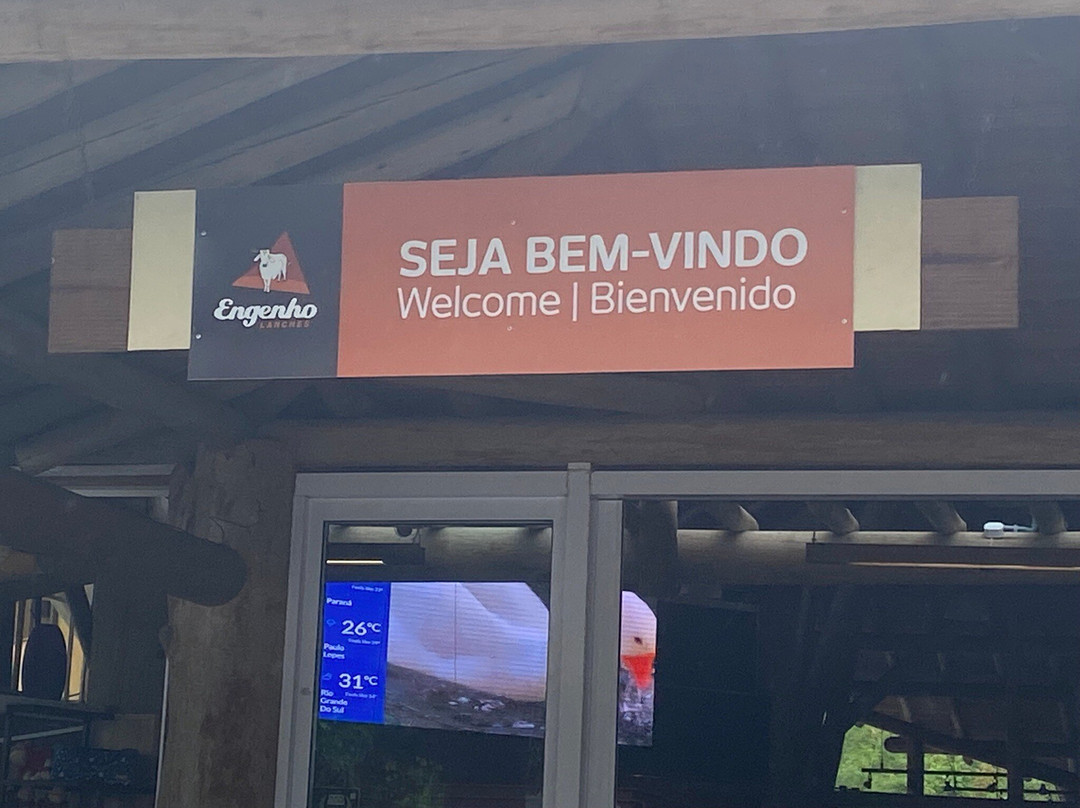 SEJA BEM-VINDO
Welcome | Bienvenido
Engenho
LANCHES
Paraná
26°C
Paulo
Lopes
31°C
Rio
Grande
Do Sul